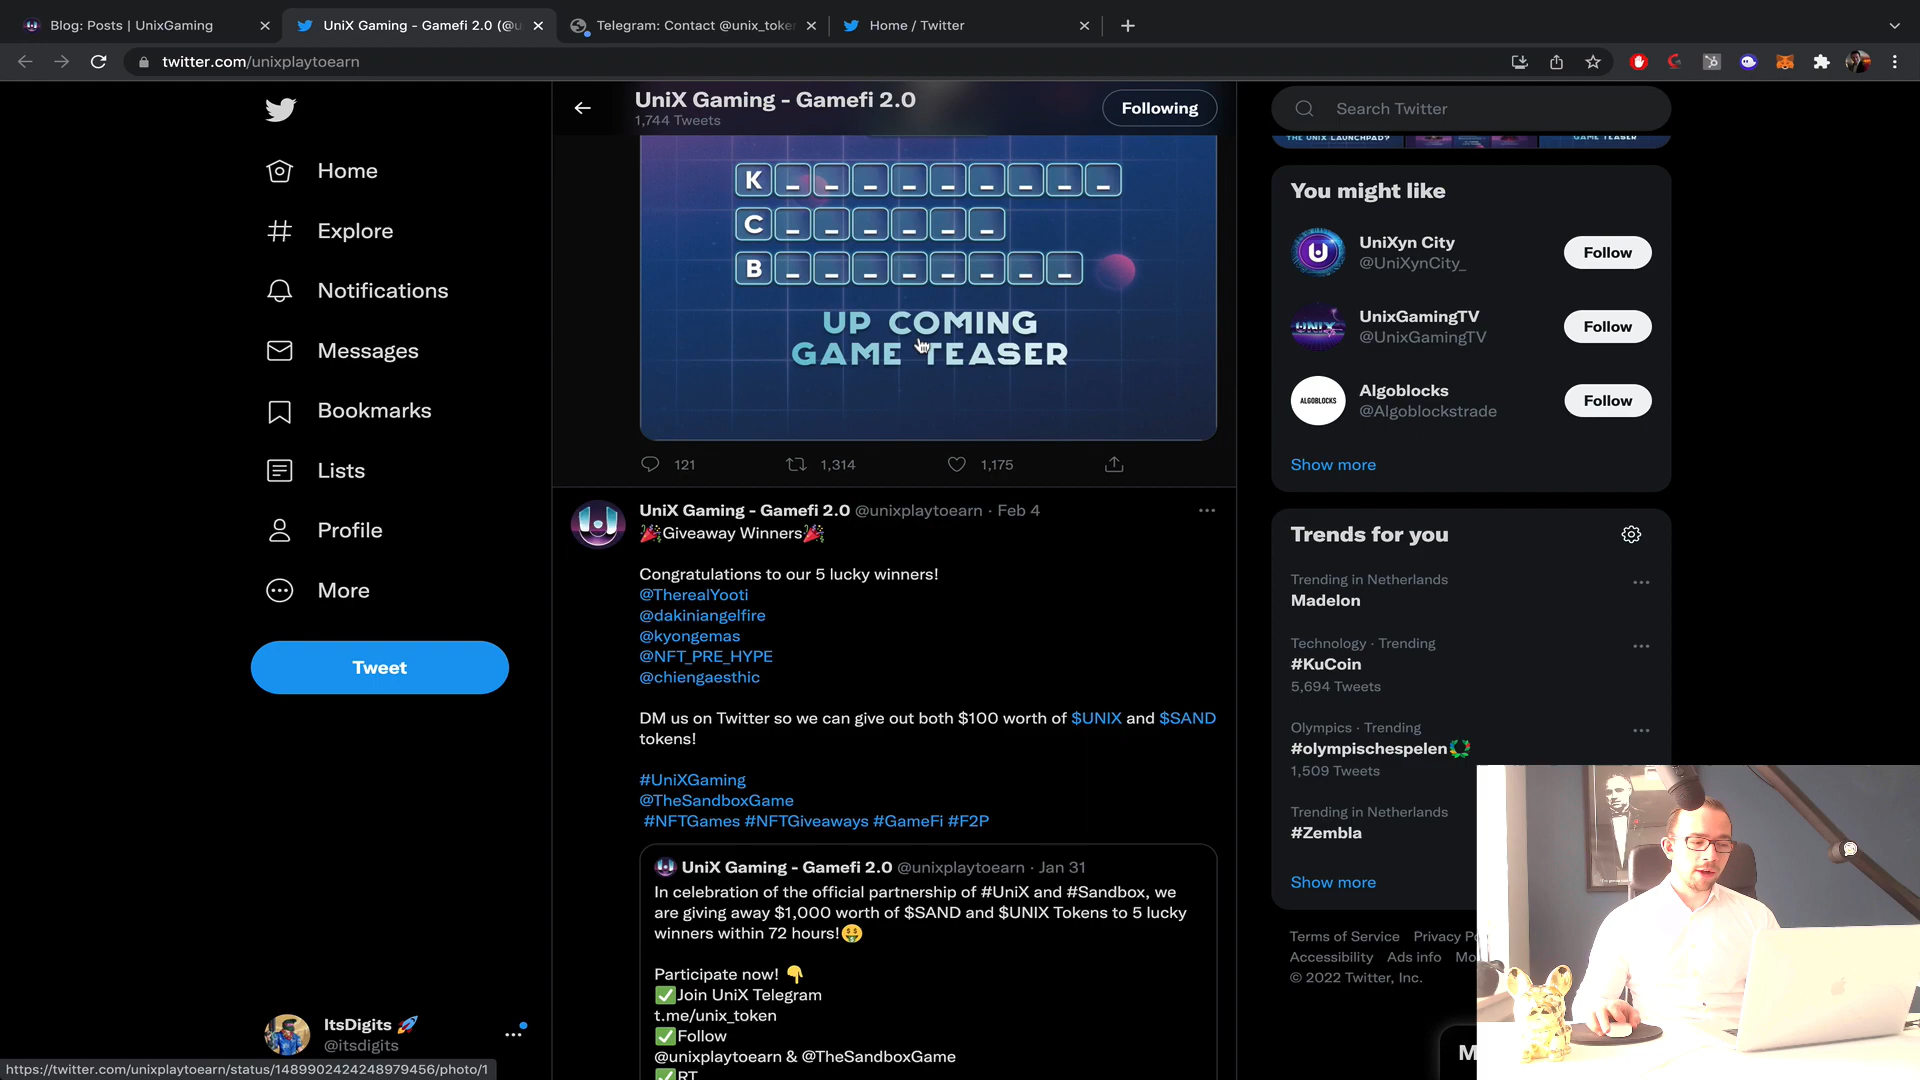 Blog: Posts | UnixGaming
UniX Gaming - Gamefi 2.0 (@u
Telegram: Contact @unix_toke
Home / Twitter
twitter.com/unixplaytoearn
Home
Explore
Notifications
Messages
Bookmarks
Lists
Profile
More
Tweet
ItsDigits 🚀
@itsdigits
https://twitter.com/unixplaytoearn/status/1489902424248979456/photo/1
UniX Gaming - Gamefi 2.0
1,744 Tweets
Following
K _ _ _ _ _ _ _ _ _
C _ _ _ _ _ _
B _ _ _ _ _ _ _ _
UP COMING
GAME TEASER
121
1,314
1,175
UniX Gaming - Gamefi 2.0 @unixplaytoearn · Feb 4
🎉Giveaway Winners🎉
Congratulations to our 5 lucky winners!
@TherealYooti
@dakiniangelfire
@kyongemas
@NFT_PRE_HYPE
@chiengaesthic
DM us on Twitter so we can give out both $100 worth of $UNIX and $SAND
tokens!
#UniXGaming
@TheSandboxGame
#NFTGames #NFTGiveaways #GameFi #F2P
UniX Gaming - Gamefi 2.0 @unixplaytoearn · Jan 31
In celebration of the official partnership of #UniX and #Sandbox, we
are giving away $1,000 worth of $SAND and $UNIX Tokens to 5 lucky
winners within 72 hours!🤑
Participate now! 👇
✅Join UniX Telegram
t.me/unix_token
✅Follow
@unixplaytoearn & @TheSandboxGame
✅RT
Search Twitter
THE UNIX LAUNCHPAD?
GAME TEASER
You might like
UniXyn City
@UniXynCity_
Follow
UnixGamingTV
@UnixGamingTV
Follow
ALGOBLOCKS
Algoblocks
@Algoblockstrade
Follow
Show more
Trends for you
Trending in Netherlands
Madelon
Technology · Trending
#KuCoin
5,694 Tweets
Olympics · Trending
#olympischespelen
1,509 Tweets
Trending in Netherlands
#Zembla
Show more
Terms of Service Privacy Po
Accessibility Ads info Mo
© 2022 Twitter, Inc.
M